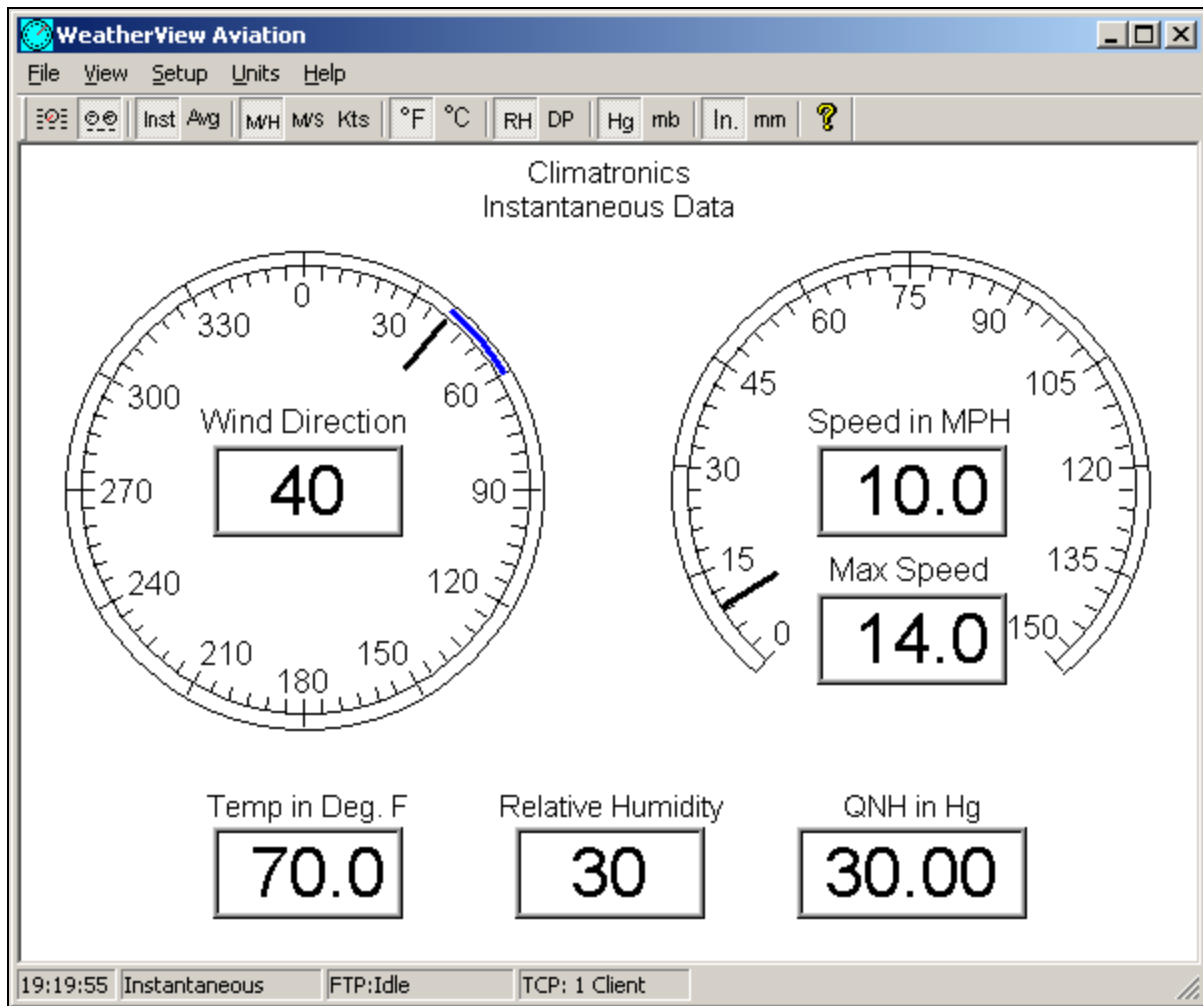 WeatherView Aviation
File View Setup Units Help
Inst Avg M/H M/S Kts °F °C RH DP Hg mb In. mm ?
Climatronics
Instantaneous Data
0
30
60
90
120
150
180
210
240
270
300
330
Wind Direction
40
0
15
30
45
60
75
90
105
120
135
150
Speed in MPH
10.0
Max Speed
14.0
Temp in Deg. F
70.0
Relative Humidity
30
QNH in Hg
30.00
19:19:55 Instantaneous FTP:Idle TCP: 1 Client